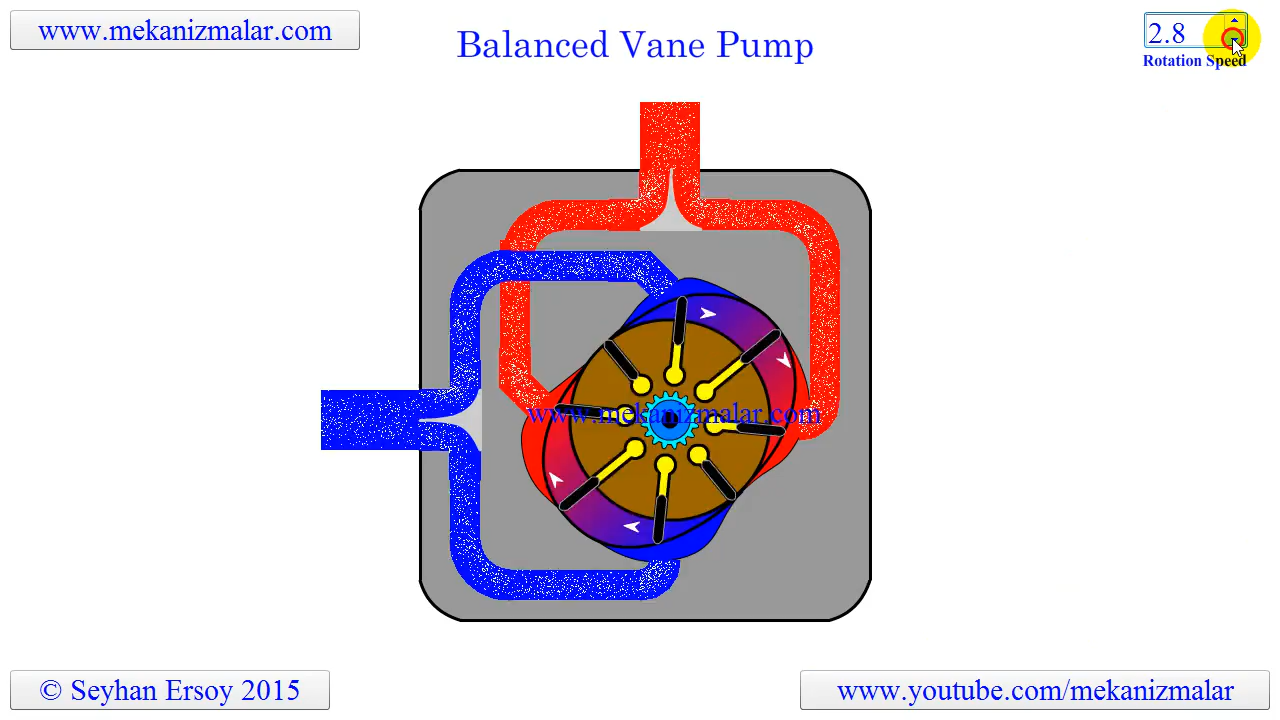 www.mekanizmalar.com
Balanced Vane Pump
2.8
Rotation Speed
www.mekanizmalar.com
© Seyhan Ersoy 2015
www.youtube.com/mekanizmalar